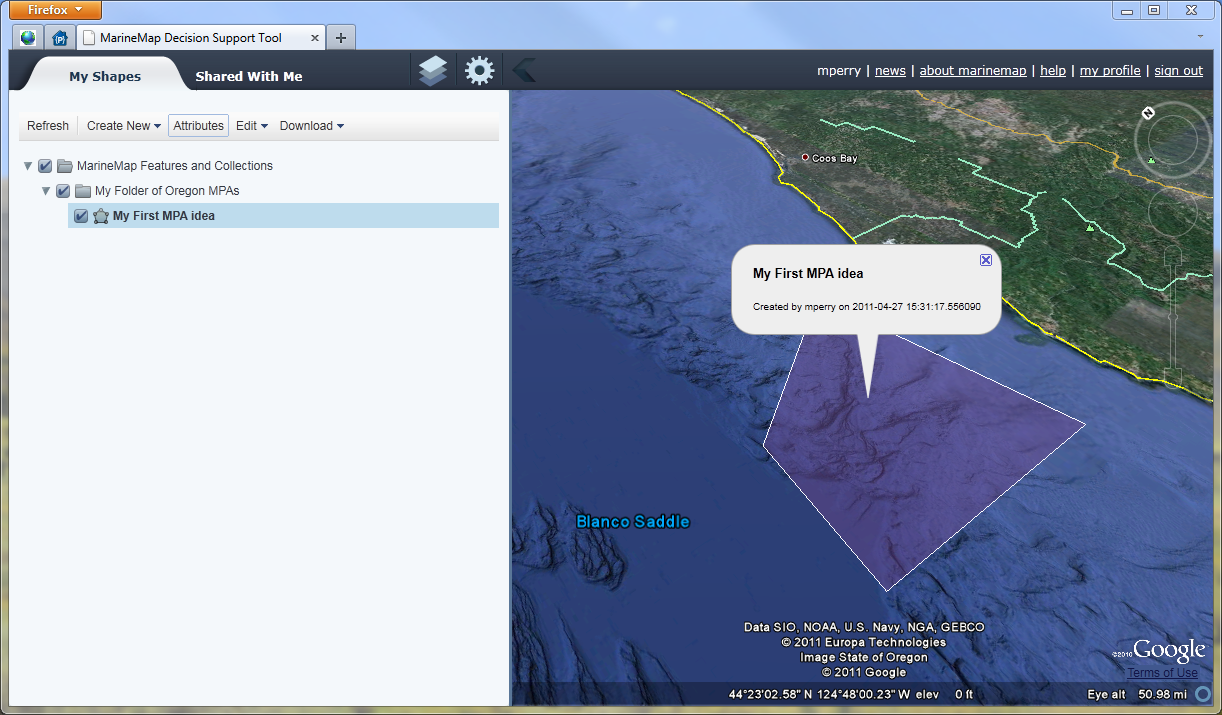 Firefox
MarineMap Decision Support Tool
My Shapes
Shared With Me
mperry | news | about marinemap | help | my profile | sign out
Refresh
Create New
Attributes
Edit
Download
MarineMap Features and Collections
My Folder of Oregon MPAs
My First MPA idea
N
Coos Bay
My First MPA idea
Created by mperry on 2011-04-27 15:31:17.556090
Blanco Saddle
Data SIO, NOAA, U.S. Navy, NGA, GEBCO
© 2011 Europa Technologies
Image State of Oregon
© 2011 Google
©2010 Google
Terms of Use
44°23'02.58" N 124°48'00.23" W elev 0 ft
Eye alt 50.98 mi